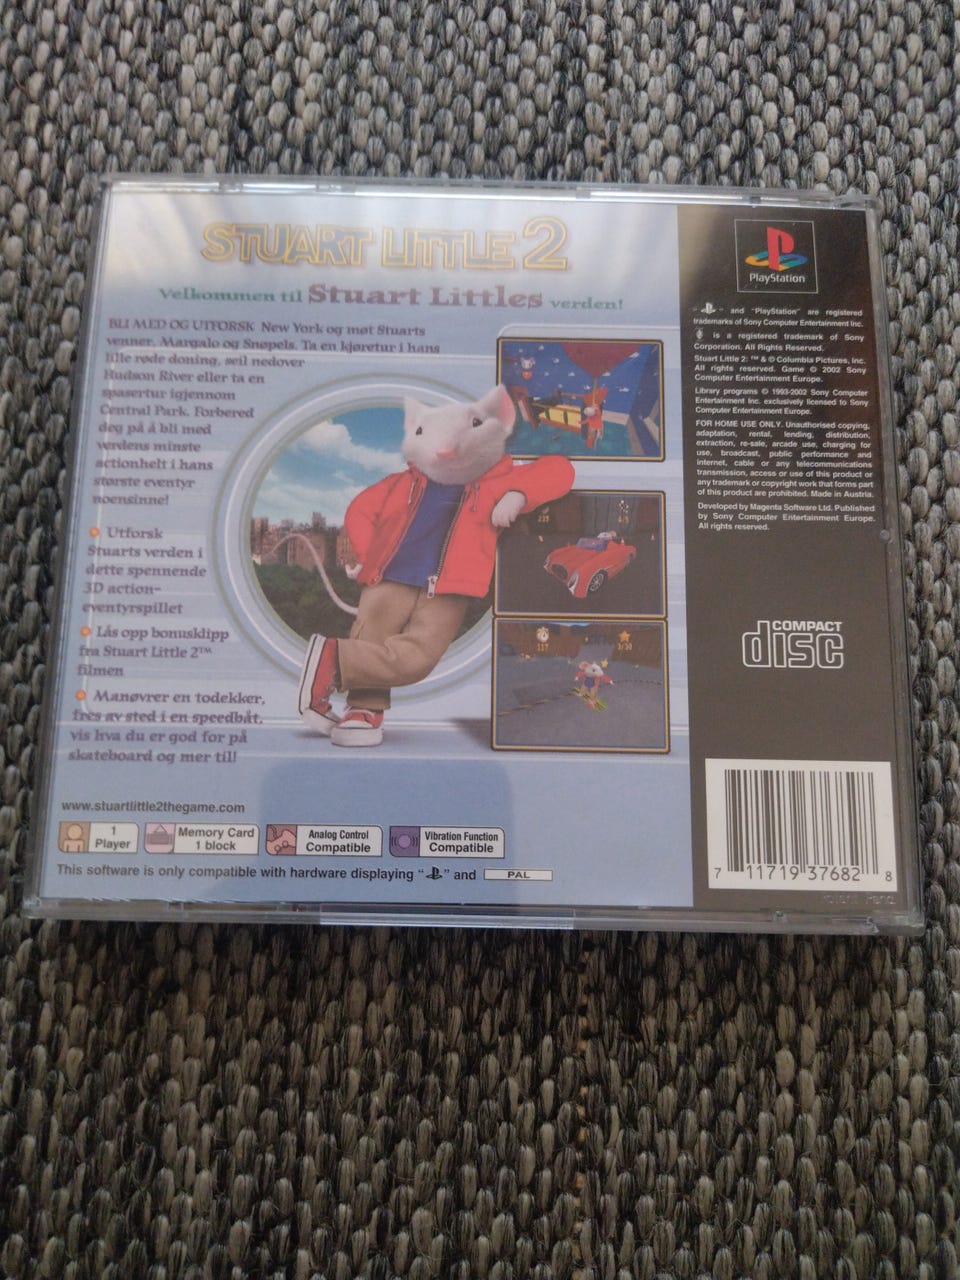 STUART LITTLE 2
Velkommen til Stuart Littles verden!
BLI MED OG UTFORSK New York og møt Stuarts
venner, Margalo og Snøpels. Ta en kjøretur i hans
lille røde doning, seil nedover
Hudson River eller ta en
spasertur igjennom
Central Park. Forbered
deg på å bli med
verdens minste
actionhelt i hans
største eventyr
noensinne!
Utforsk
Stuarts verden i
dette spennende
3D action-
eventyrspillet
Lås opp bonusklipp
fra Stuart Little 2™
filmen
Manøvrer en todekker,
fres av sted i en speedbåt,
vis hva du er god for på
skateboard og mer til!
www.stuartlittle2thegame.com
1
Player
Memory Card
1 block
Analog Control
Compatible
Vibration Function
Compatible
This software is only compatible with hardware displaying " " and PAL
PlayStation
" " and "PlayStation" are registered
trademarks of Sony Computer Entertainment Inc.
is a registered trademark of Sony
Corporation. All Rights Reserved.
Stuart Little 2: ™ & © Columbia Pictures, Inc.
All rights reserved. Game © 2002 Sony
Computer Entertainment Europe.
Library programs © 1993-2002 Sony Computer
Entertainment Inc. exclusively licensed to Sony
Computer Entertainment Europe.
FOR HOME USE ONLY. Unauthorised copying,
adaptation, rental, lending, distribution,
extraction, re-sale, arcade use, charging for
use, broadcast, public performance and
internet, cable or any telecommunications
transmission, access or use of this product or
any trademark or copyright work that forms part
of this product are prohibited. Made in Austria.
Developed by Magenta Software Ltd. Published
by Sony Computer Entertainment Europe.
All rights reserved.
COMPACT
disc
7 11719 37682 8